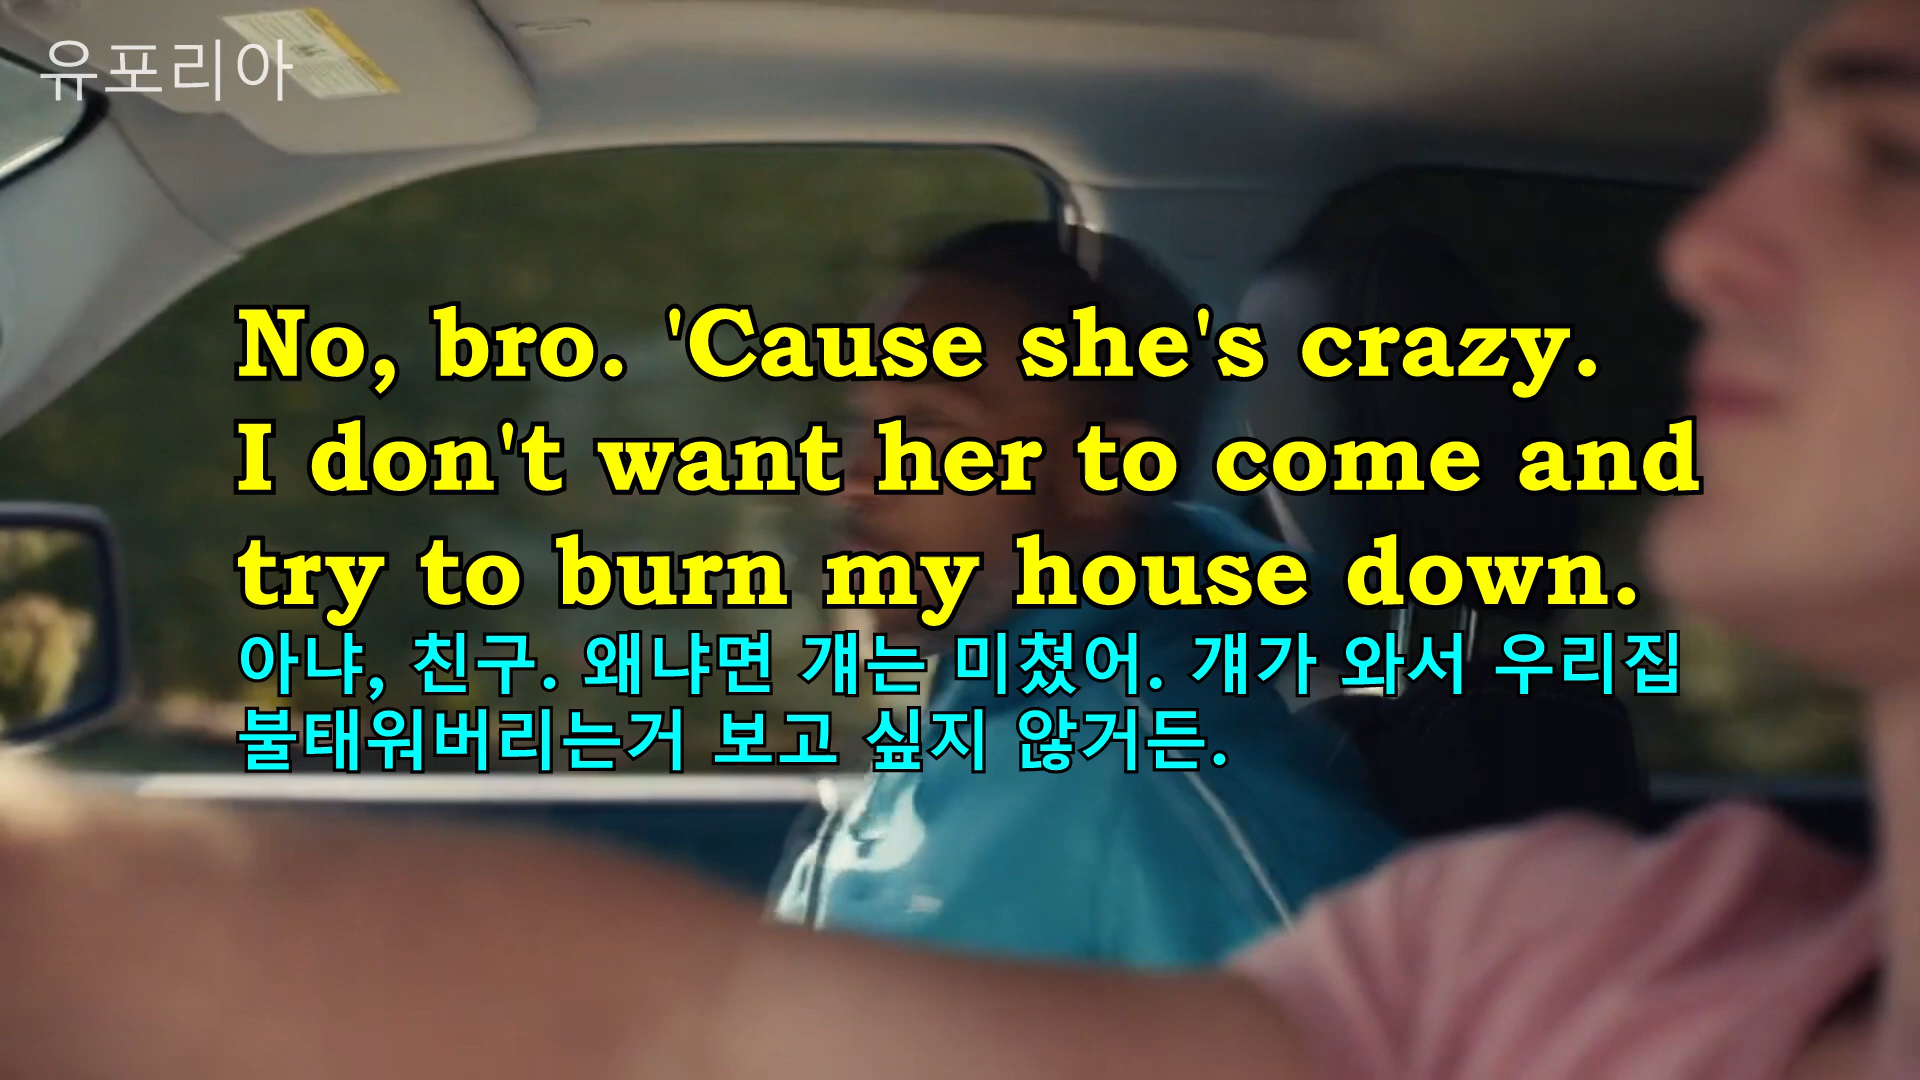 유포리아
No, bro. 'Cause she's crazy.
I don't want her to come and
try to burn my house down.
아냐, 친구. 왜냐면 걔는 미쳤어. 걔가 와서 우리집
불태워버리는거 보고 싶지 않거든.